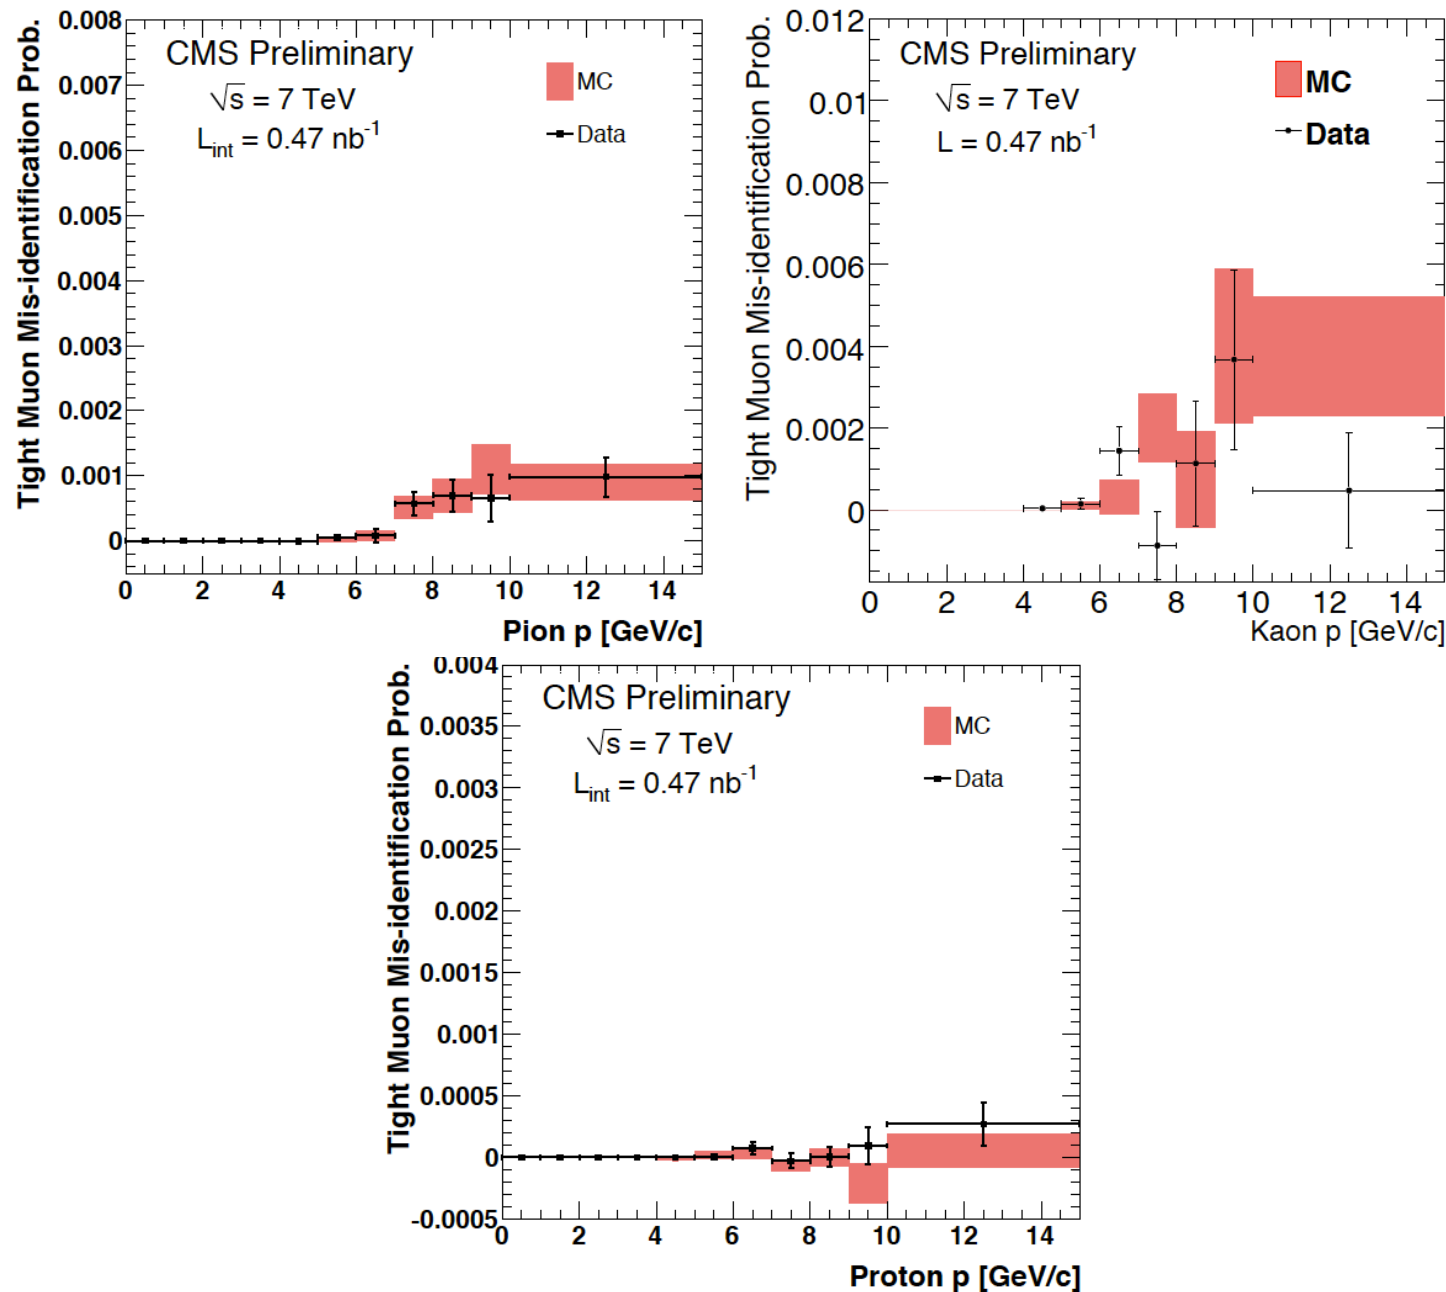 Tight Muon Mis-identification Prob.
0.008
0.007
0.006
0.005
0.004
0.003
0.002
0.001
0
CMS Preliminary
√s = 7 TeV
L_int = 0.47 nb⁻¹
MC
Data
0 2 4 6 8 10 12 14
Pion p [GeV/c]
Tight Muon Mis-identification Prob.
0.012
0.01
0.008
0.006
0.004
0.002
0
CMS Preliminary
√s = 7 TeV
L = 0.47 nb⁻¹
MC
Data
0 2 4 6 8 10 12 14
Kaon p [GeV/c]
Tight Muon Mis-identification Prob.
0.004
0.0035
0.003
0.0025
0.002
0.0015
0.001
0.0005
0
-0.0005
CMS Preliminary
√s = 7 TeV
L_int = 0.47 nb⁻¹
MC
Data
0 2 4 6 8 10 12 14
Proton p [GeV/c]